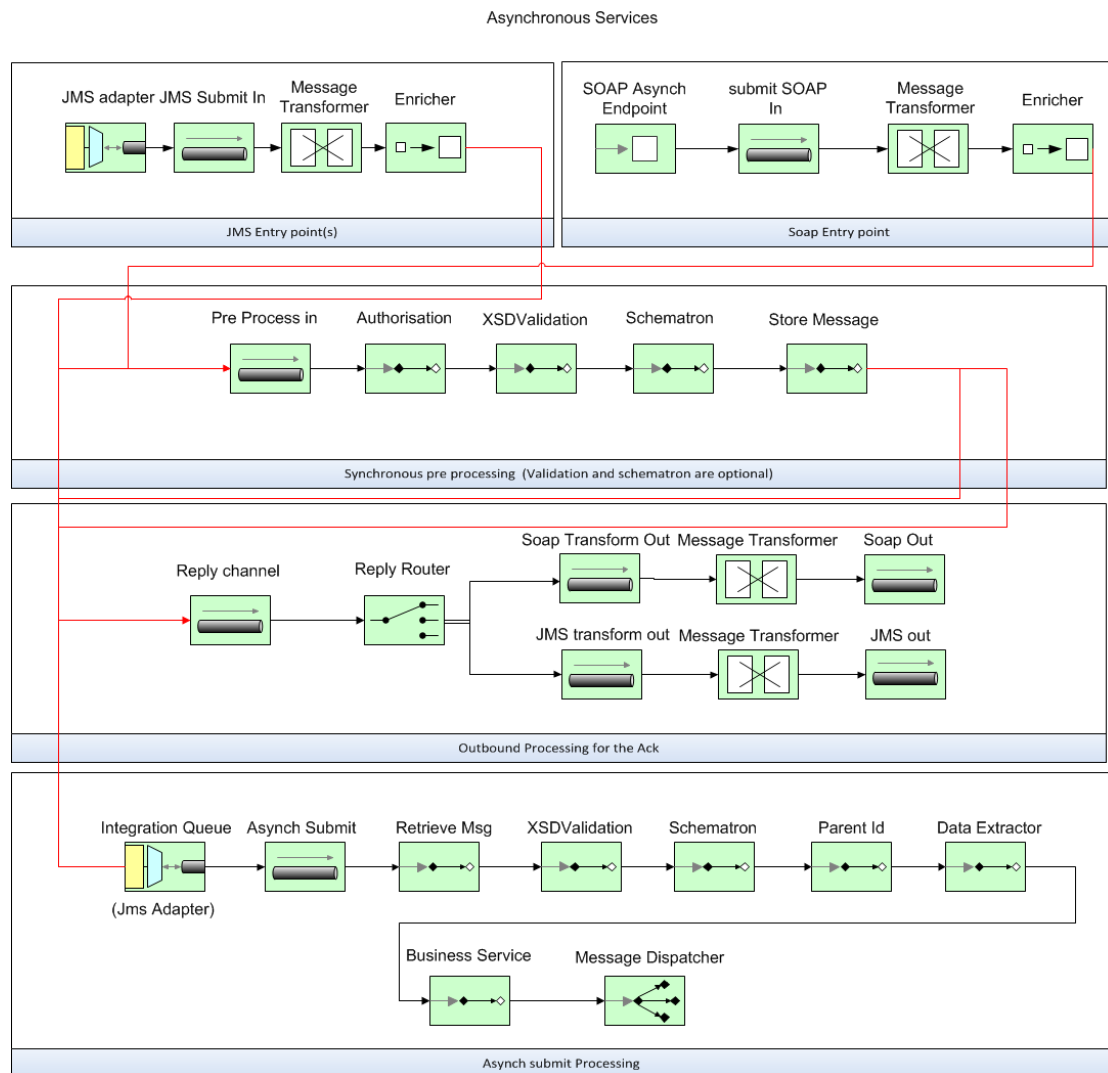 Asynchronous Services
JMS adapter
JMS Submit In
Message
Transformer
Enricher
JMS Entry point(s)
SOAP Asynch
Endpoint
submit SOAP
In
Message
Transformer
Enricher
Soap Entry point
Pre Process in
Authorisation
XSDValidation
Schematron
Store Message
Synchronous pre processing (Validation and schematron are optional)
Reply channel
Reply Router
Soap Transform Out
Message Transformer
Soap Out
JMS transform out
Message Transformer
JMS out
Outbound Processing for the Ack
Integration Queue
(Jms Adapter)
Asynch Submit
Retrieve Msg
XSDValidation
Schematron
Parent Id
Data Extractor
Business Service
Message Dispatcher
Asynch submit Processing